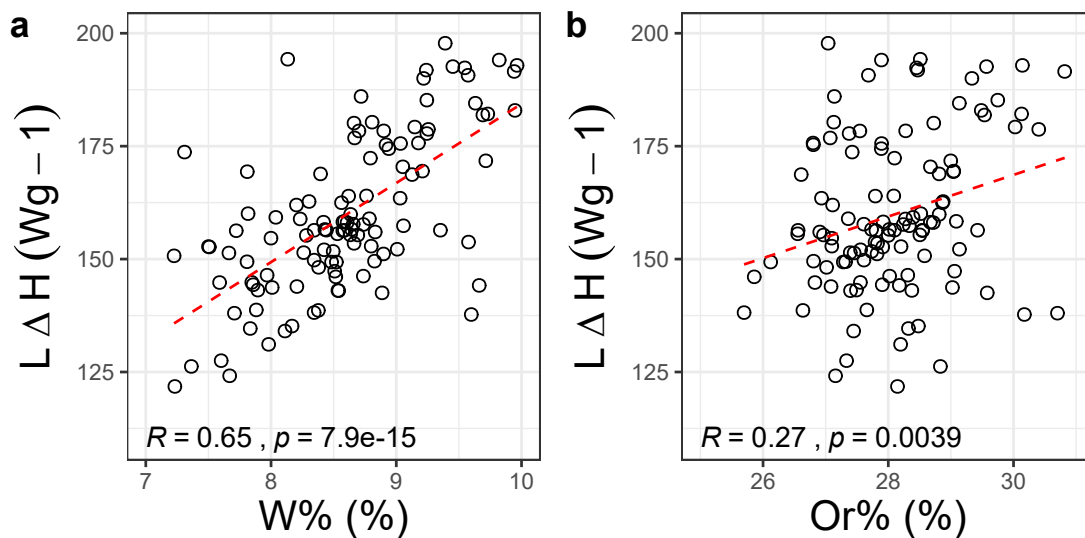 a
L Δ H (Wg − 1)
200
175
150
125
R = 0.65 , p = 7.9e-15
7
8
9
10
W% (%)
b
L Δ H (Wg − 1)
200
175
150
125
R = 0.27 , p = 0.0039
26
28
30
Or% (%)